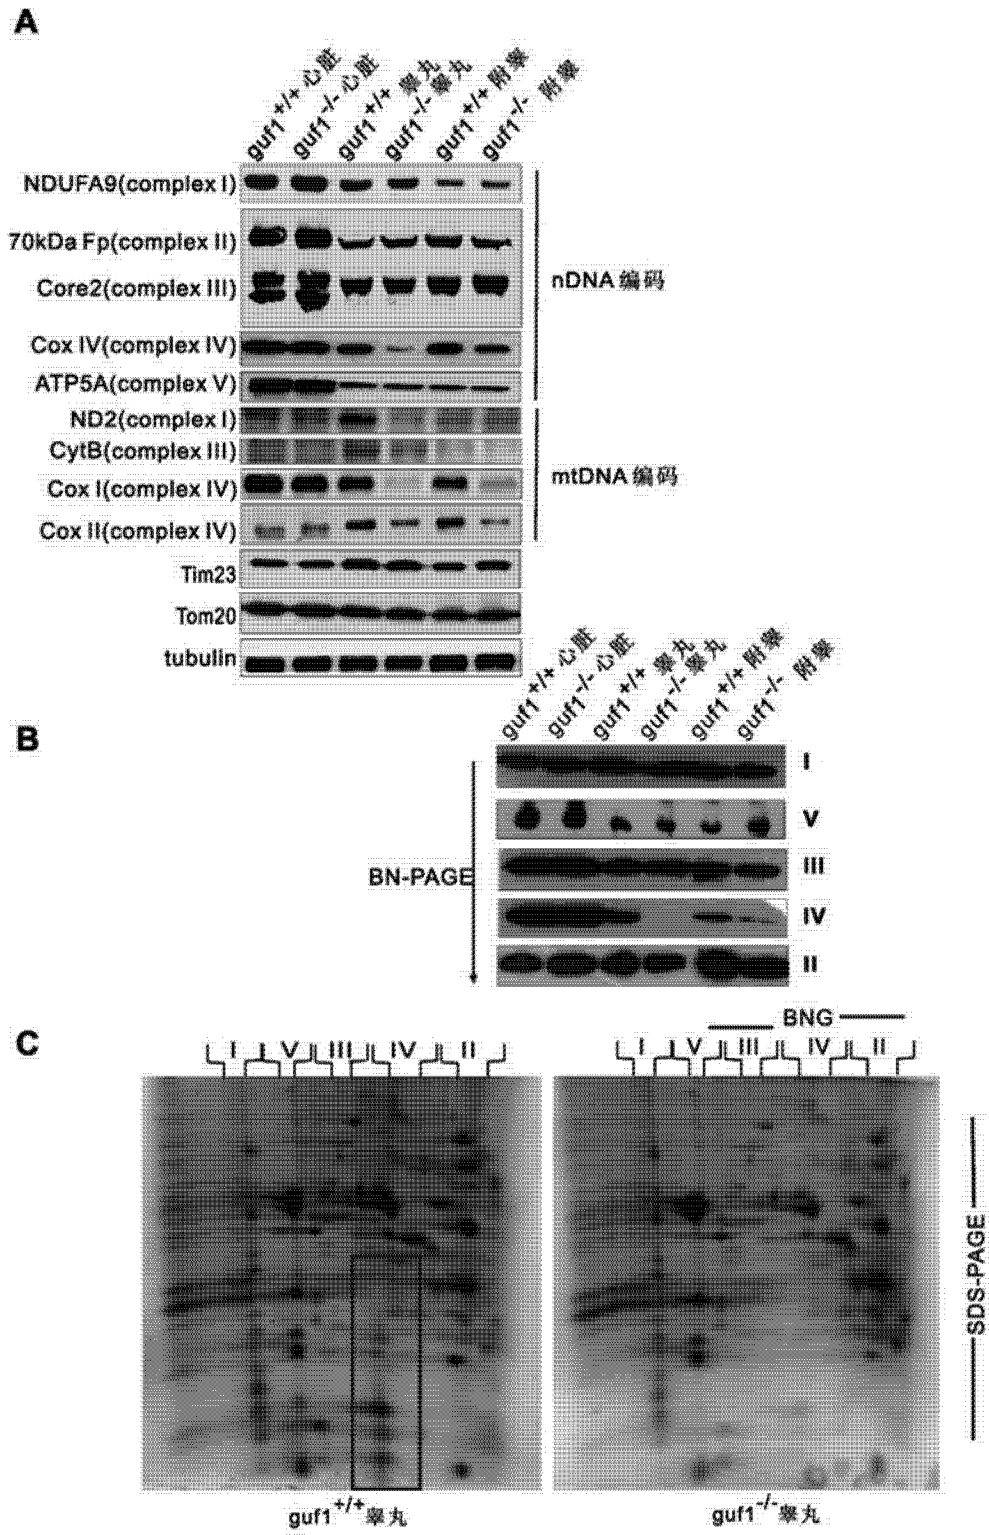 A
guf1+/+ 心脏
guf1-/- 心脏
guf1+/+ 睾丸
guf1-/- 睾丸
guf1+/+ 附睾
guf1-/- 附睾
NDUFA9(complex I)
70kDa Fp(complex II)
Core2(complex III)
nDNA 编码
Cox IV(complex IV)
ATP5A(complex V)
ND2(complex I)
CytB(complex III)
mtDNA 编码
Cox I(complex IV)
Cox II(complex IV)
Tim23
Tom20
tubulin
B
guf1+/+ 心脏
guf1-/- 心脏
guf1+/+ 睾丸
guf1-/- 睾丸
guf1+/+ 附睾
guf1-/- 附睾
I
V
III
BN-PAGE
IV
II
C
BNG
I V III IV II
I V III IV II
SDS-PAGE
guf1+/+ 睾丸
guf1-/- 睾丸